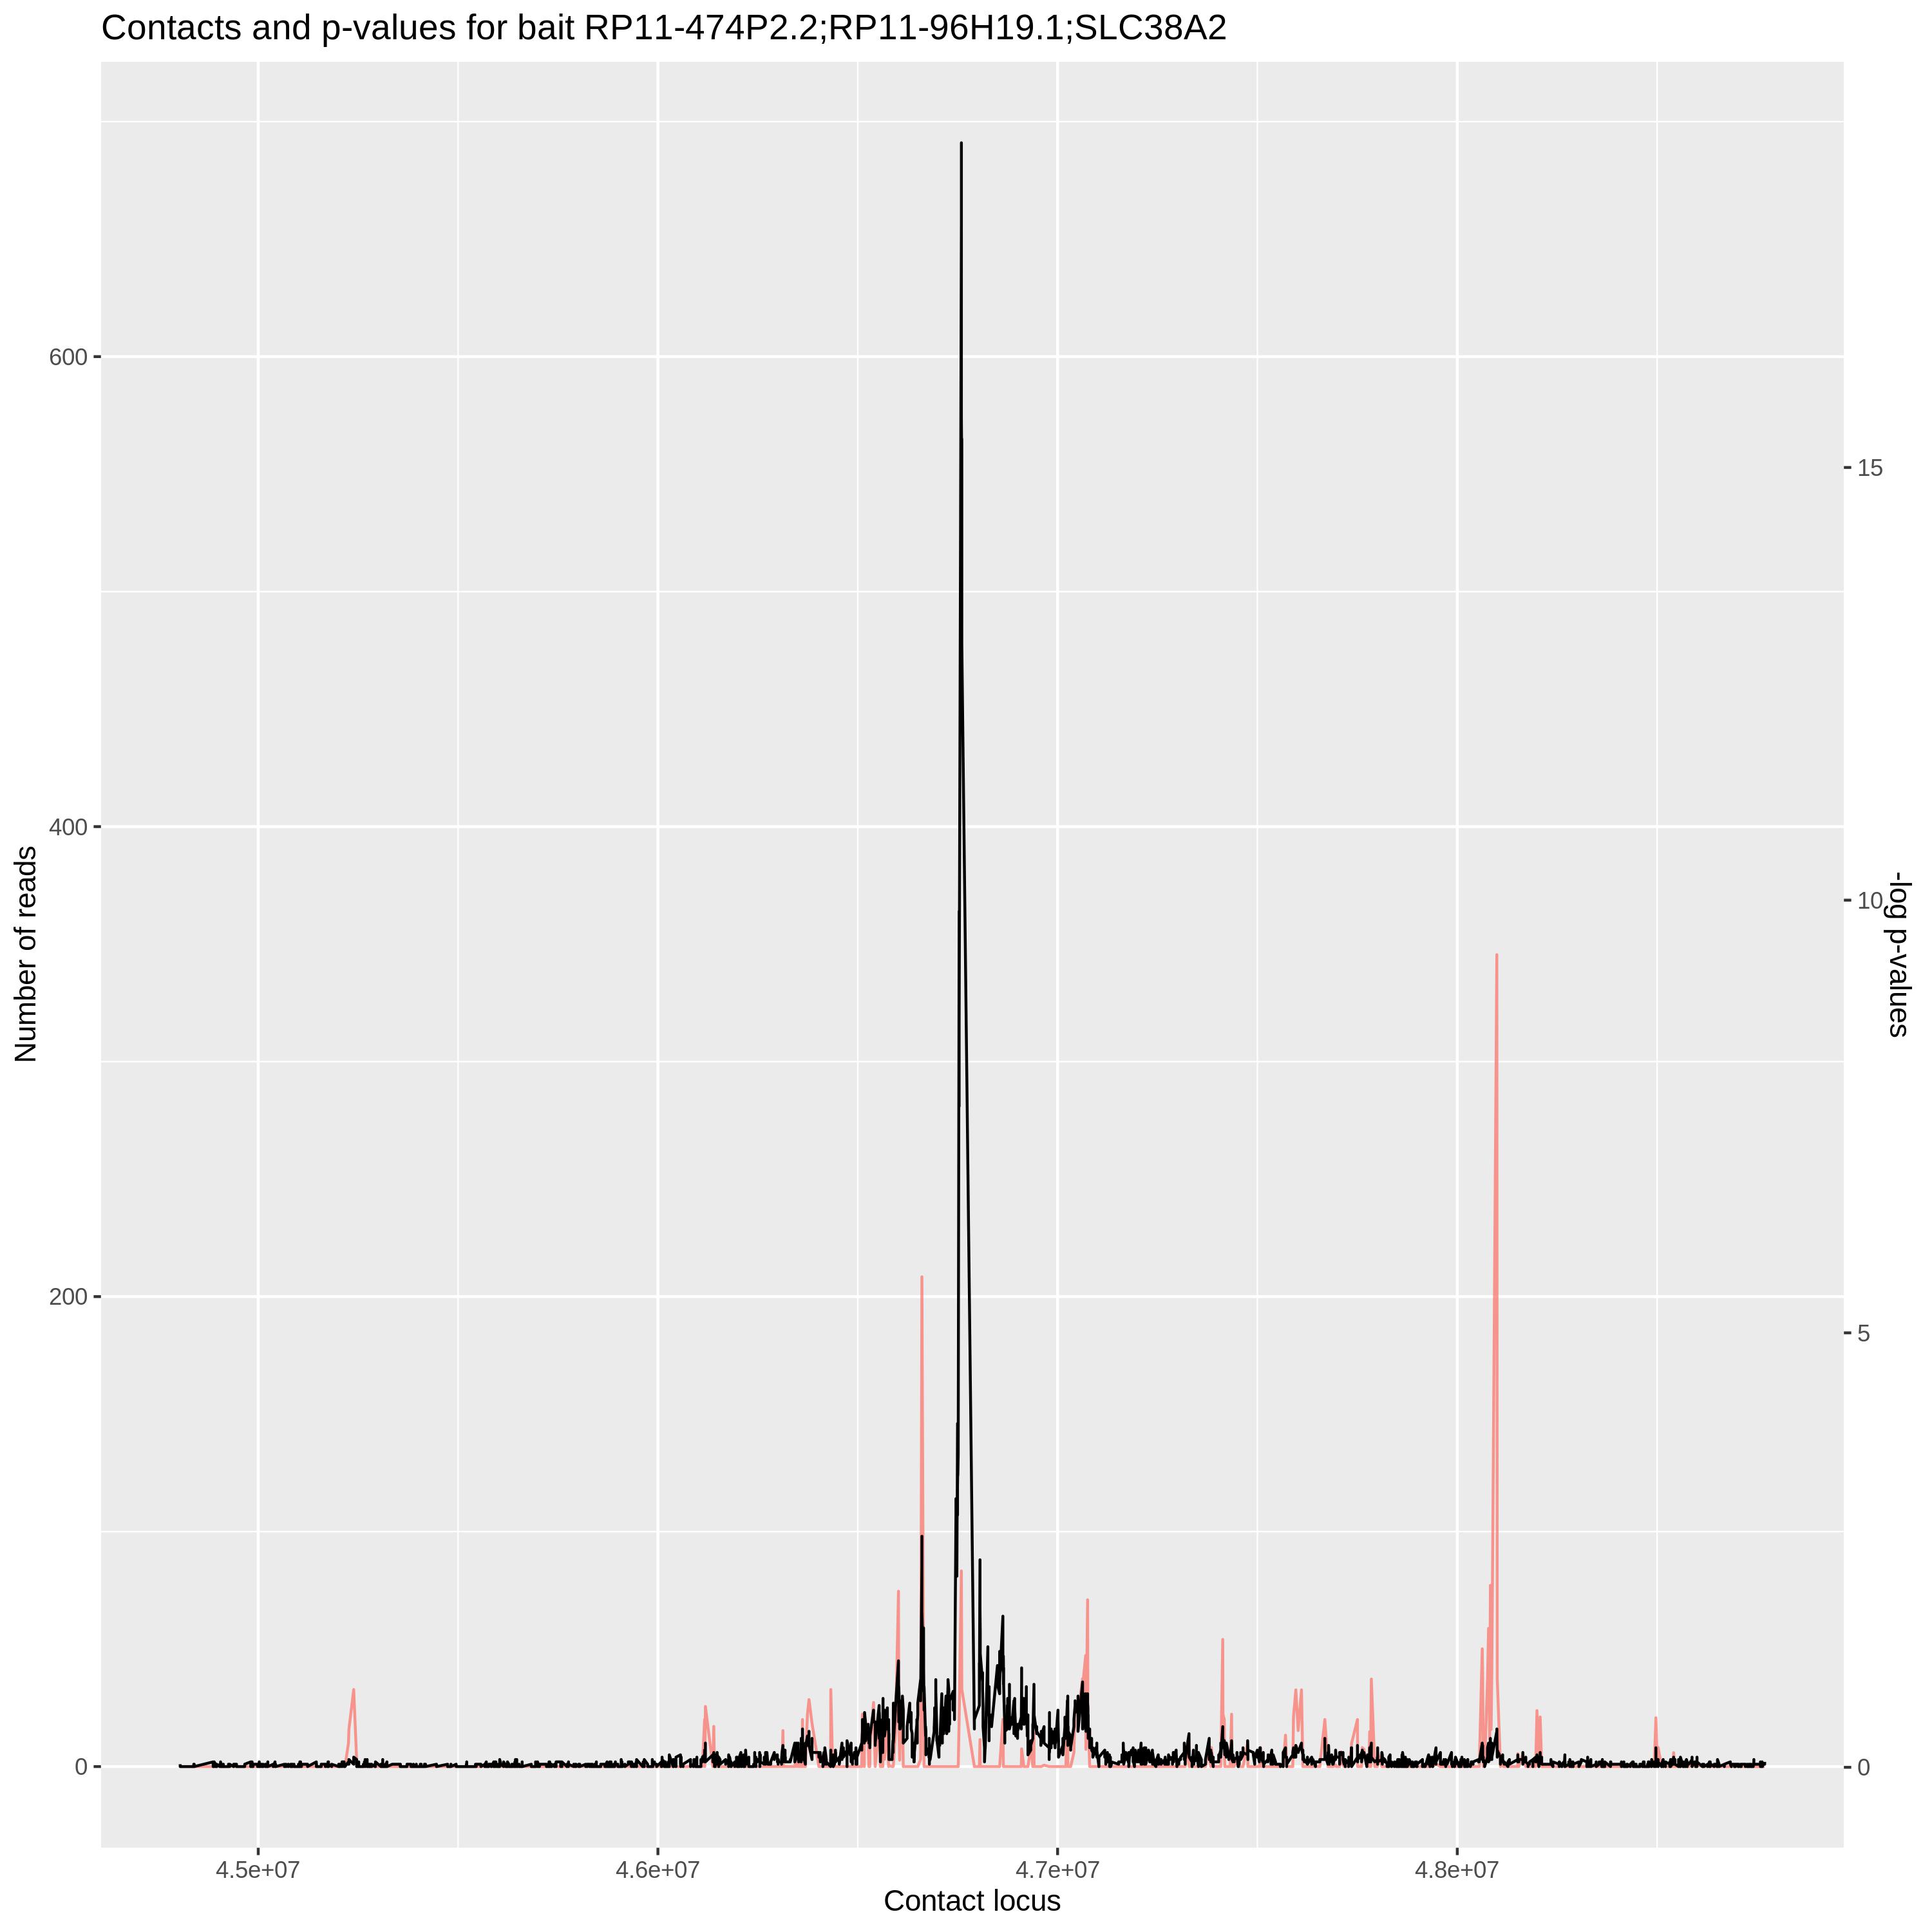 Contacts and p-values for bait RP11-474P2.2;RP11-96H19.1;SLC38A2
600
400
200
0
Number of reads
15
10
5
0
-log p-values
4.5e+07
4.6e+07
4.7e+07
4.8e+07
Contact locus